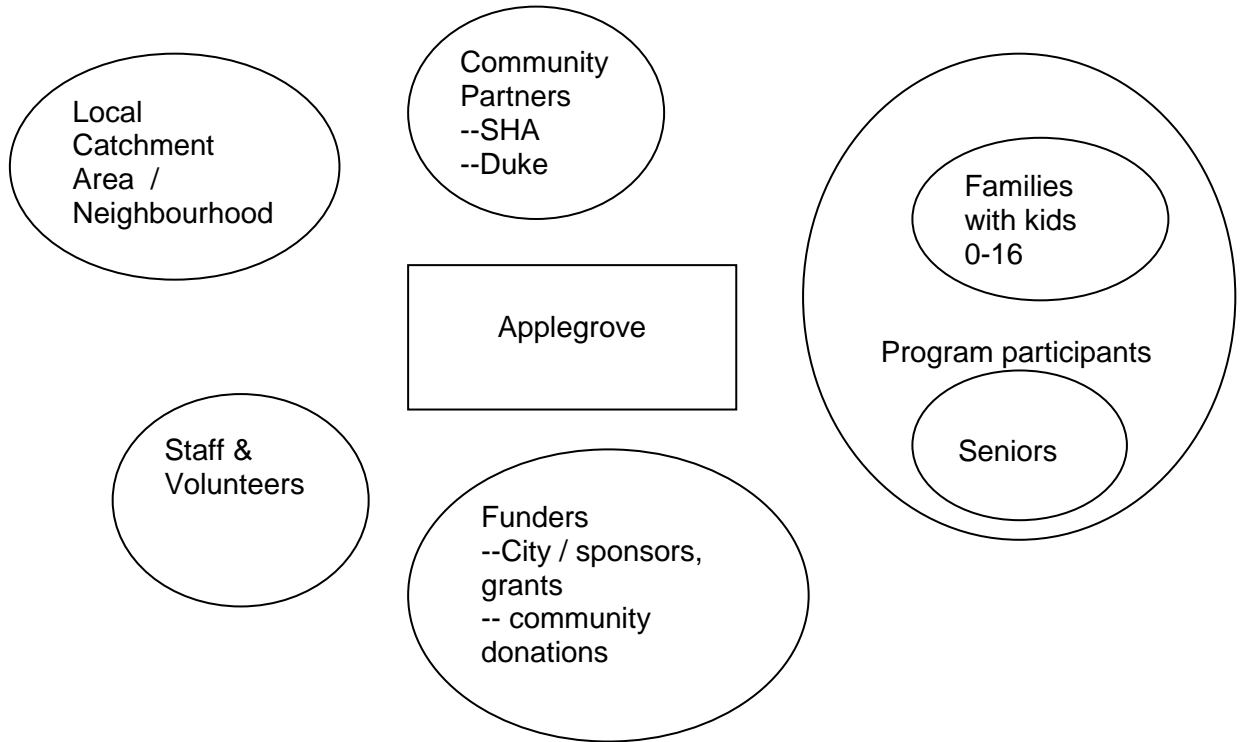 Local
Catchment
Area /
Neighbourhood
Community
Partners
--SHA
--Duke
Families
with kids
0-16
Applegrove
Program participants
Staff &
Volunteers
Seniors
Funders
--City / sponsors,
grants
-- community
donations